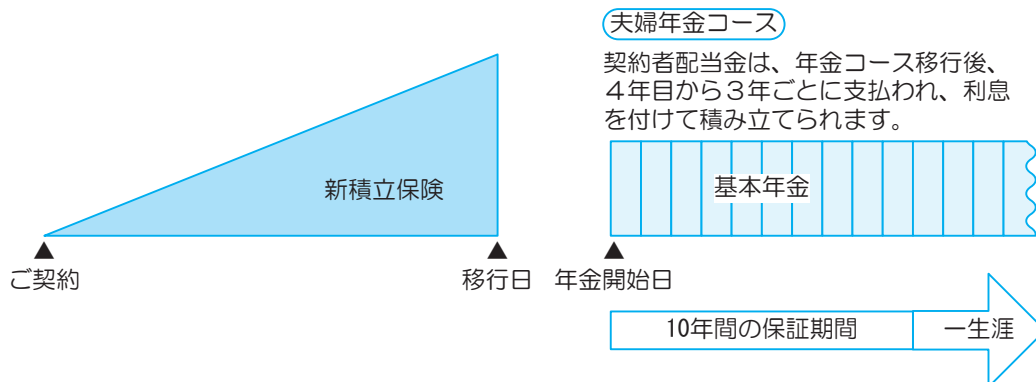 夫婦年金コース
契約者配当金は、年金コース移行後、
４年目から３年ごとに支払われ、利息
を付けて積み立てられます。
新積立保険
基本年金
ご契約
移行日
年金開始日
10年間の保証期間
一生涯